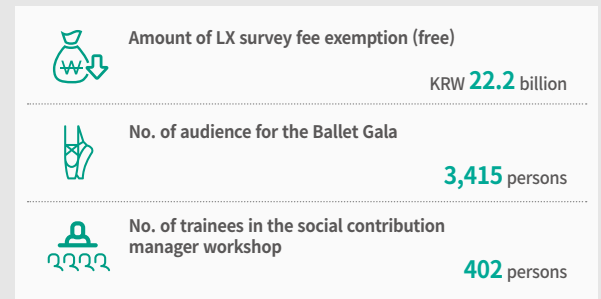 Amount of LX survey fee exemption (free)
KRW 22.2 billion
No. of audience for the Ballet Gala
3,415 persons
No. of trainees in the social contribution
manager workshop
402 persons